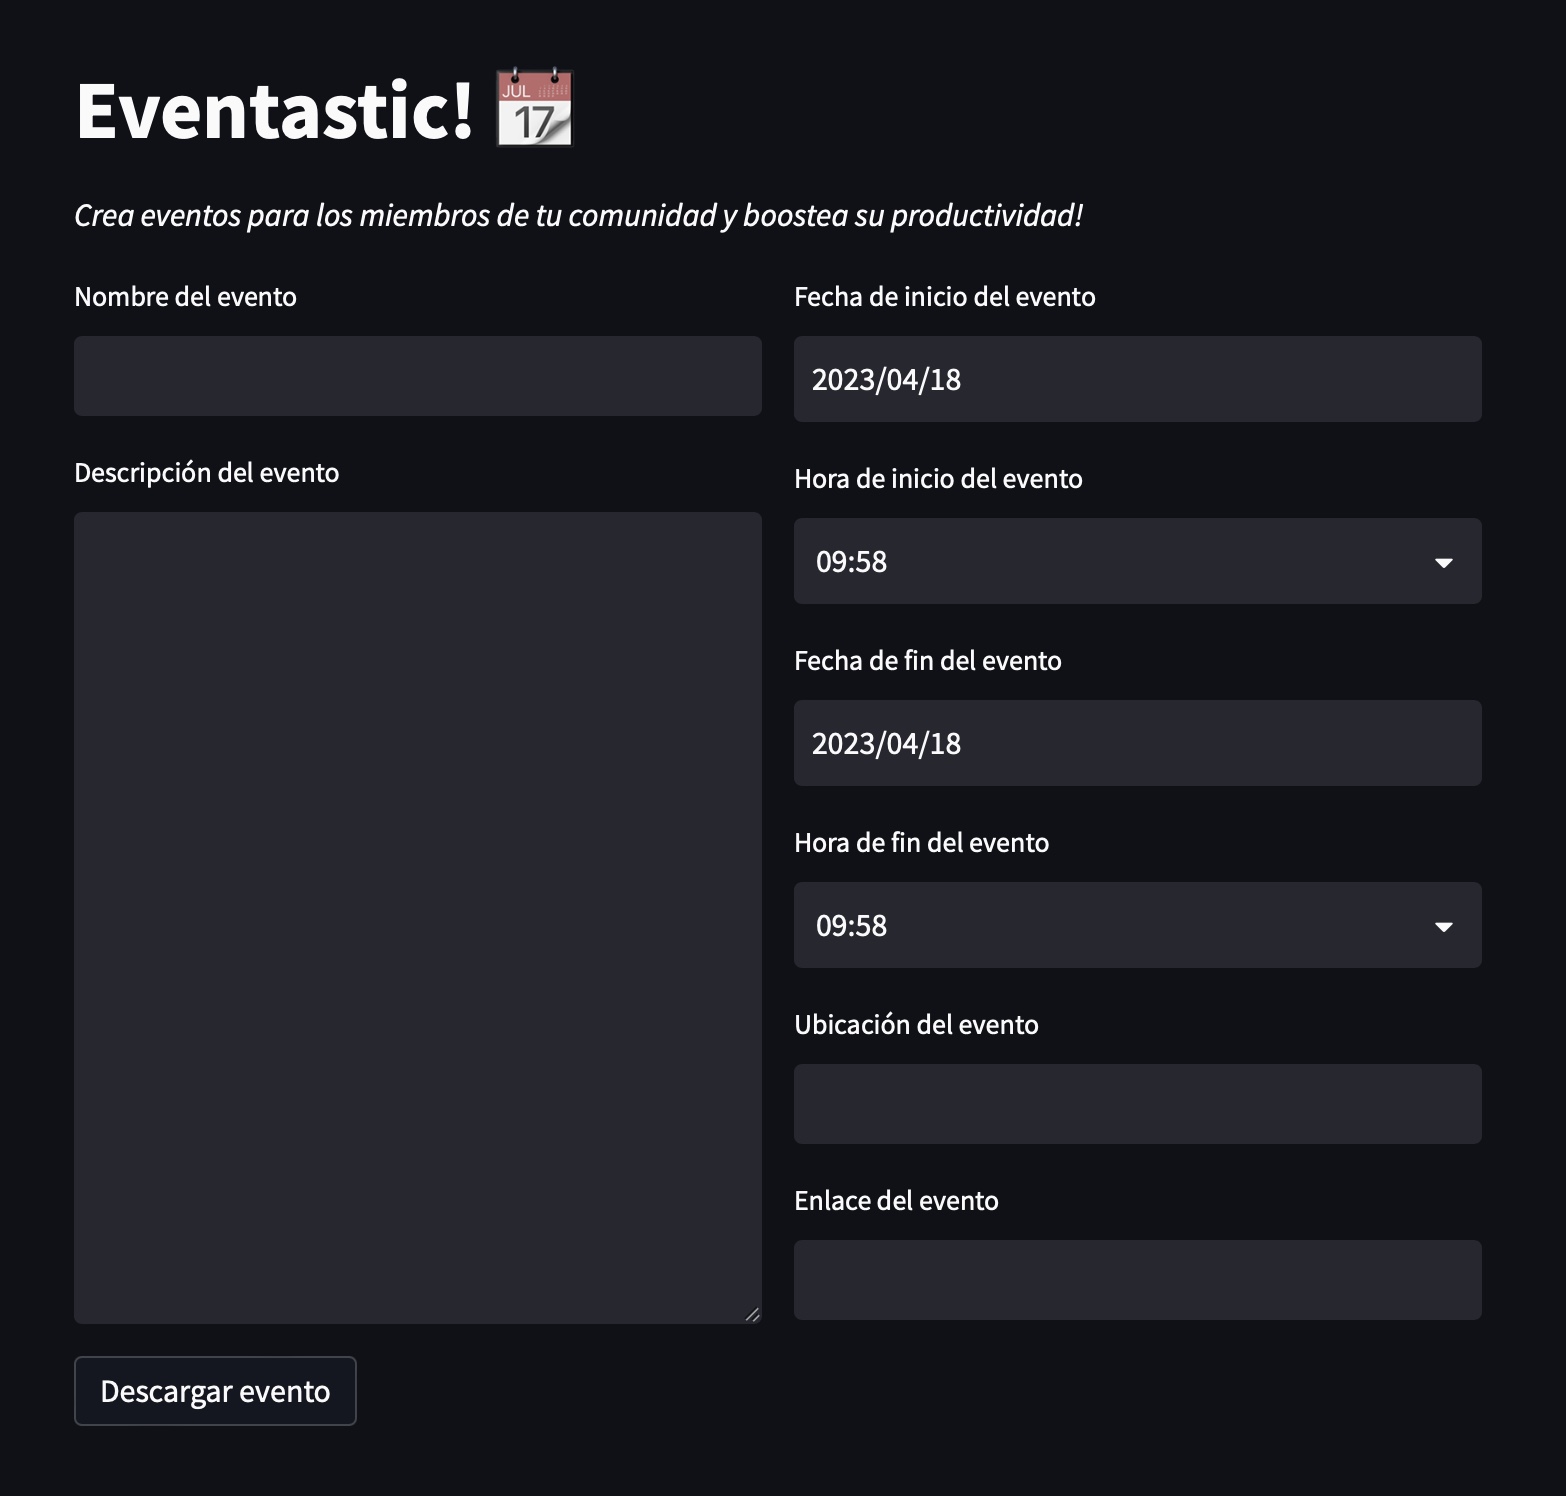 Eventastic!
JUL
17
Crea eventos para los miembros de tu comunidad y boostea su productividad!
Nombre del evento
Descripción del evento
Fecha de inicio del evento
2023/04/18
Hora de inicio del evento
09:58
Fecha de fin del evento
2023/04/18
Hora de fin del evento
09:58
Ubicación del evento
Enlace del evento
Descargar evento